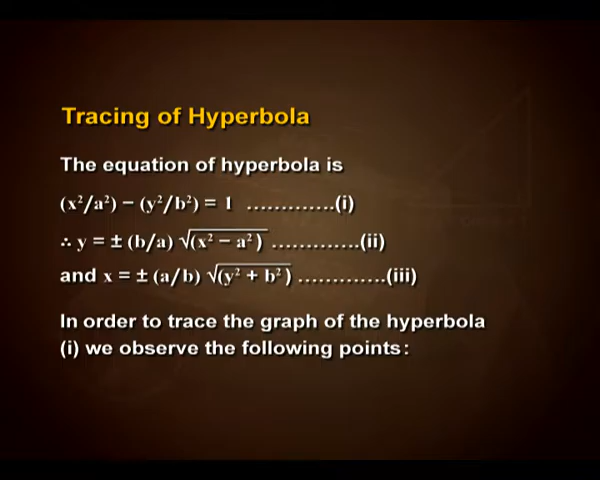 Tracing of Hyperbola
The equation of hyperbola is
(x²/a²) − (y²/b²) = 1 .............(i)
∴ y = ± (b/a) √(x² − a²) .............(ii)
and x = ± (a/b) √(y² + b²) .............(iii)
In order to trace the graph of the hyperbola
(i) we observe the following points: